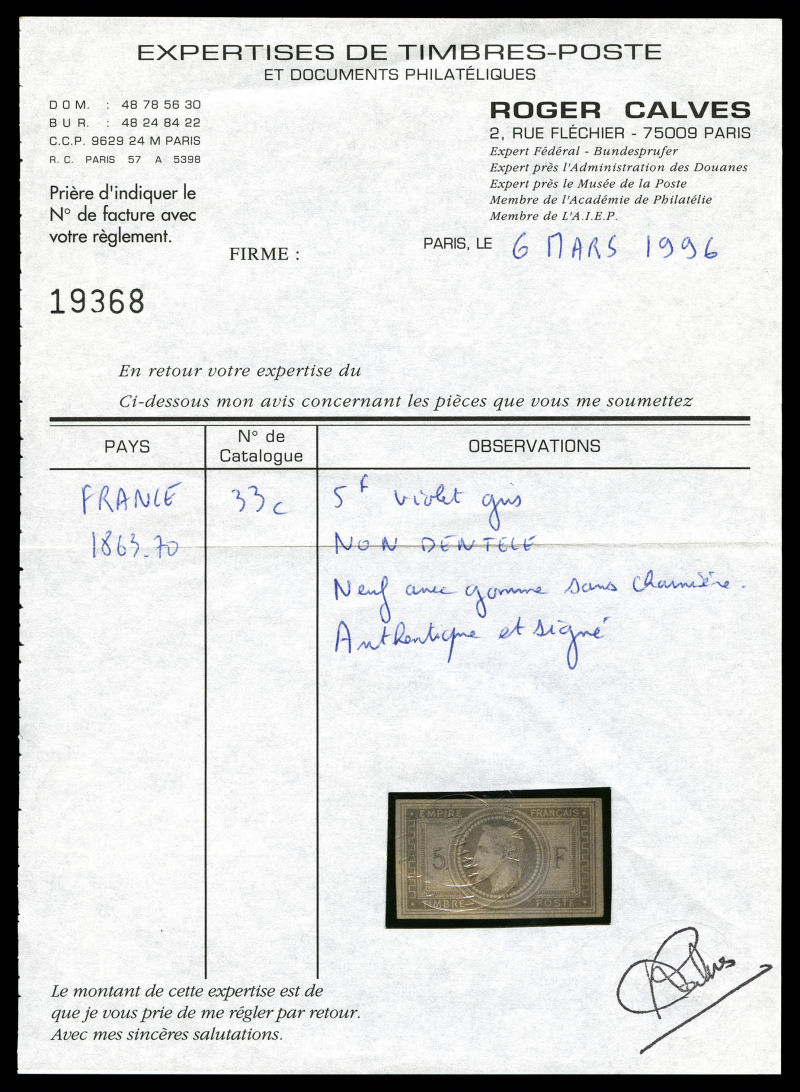 EXPERTISES DE TIMBRES-POSTE
ET DOCUMENTS PHILATÉLIQUES
DOM. : 48 78 56 30
BUR. : 48 24 84 22
C.C.P. 9629 24 M PARIS
R. C. PARIS 57 A 5398
Prière d'indiquer le
N° de facture avec
votre règlement.
ROGER CALVES
2, RUE FLÉCHIER - 75009 PARIS
Expert Fédéral - Bundesprufer
Expert près l'Administration des Douanes
Expert près le Musée de la Poste
Membre de l'Académie de Philatélie
Membre de L'A.I.E.P.
FIRME :
PARIS, LE 6 MARS 1996
19368
En retour votre expertise du
Ci-dessous mon avis concernant les pièces que vous me soumettez
PAYS
N° de
Catalogue
OBSERVATIONS
FRANCE 33c 5f violet gris
1863.70 NON DENTELE
Neuf avec gomme sans charnière.
Authentique et signé
EMPIRE FRANÇAIS
5 F
TIMBRE POSTE
Le montant de cette expertise est de
que je vous prie de me régler par retour.
Avec mes sincères salutations.
Calves